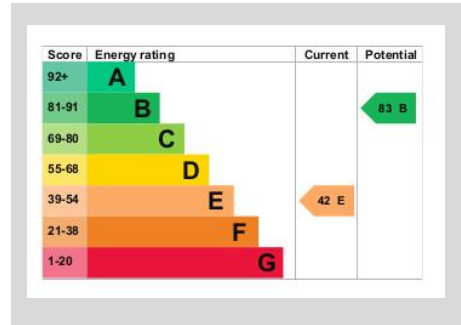 Score Energy rating Current Potential
92+ A
81-91 B 83 B
69-80 C
55-68 D
39-54 E 42 E
21-38 F
1-20 G